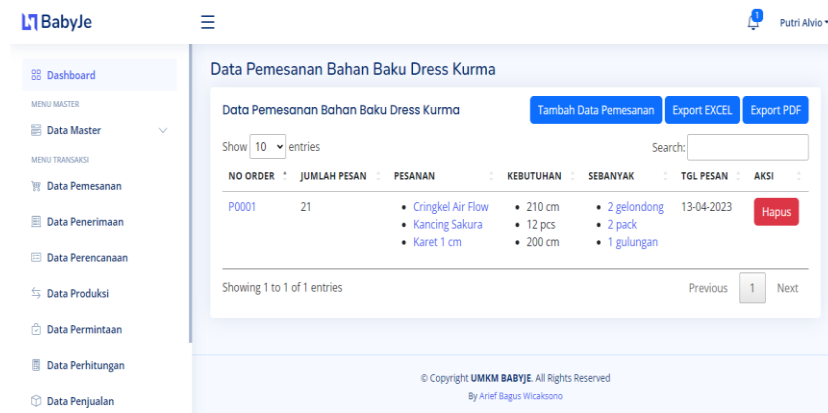 BabyJe
1
Putri Alvio
Dashboard
MENU MASTER
Data Master
MENU TRANSAKSI
Data Pemesanan
Data Penerimaan
Data Perencanaan
Data Produksi
Data Permintaan
Data Perhitungan
Data Penjualan
Data Pemesanan Bahan Baku Dress Kurma
Data Pemesanan Bahan Baku Dress Kurma
Tambah Data Pemesanan Export EXCEL Export PDF
Show 10 entries Search:
NO ORDER JUMLAH PESAN PESANAN KEBUTUHAN SEBANYAK TGL PESAN AKSI
P0001 21 • Cringkel Air Flow • 210 cm • 2 gelondong 13-04-2023 Hapus
• Kancing Sakura • 12 pcs • 2 pack
• Karet 1 cm • 200 cm • 1 gulungan
Showing 1 to 1 of 1 entries Previous 1 Next
© Copyright UMKM BABYJE. All Rights Reserved
By Arief Bagus Wicaksono